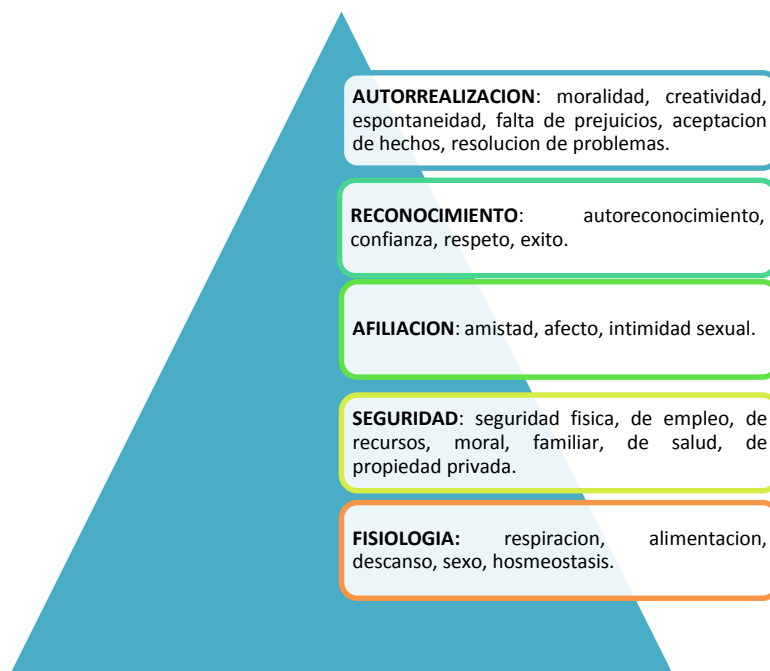 AUTORREALIZACION: moralidad, creatividad,
espontaneidad, falta de prejuicios, aceptacion
de hechos, resolucion de problemas.
RECONOCIMIENTO: autoreconocimiento,
confianza, respeto, exito.
AFILIACION: amistad, afecto, intimidad sexual.
SEGURIDAD: seguridad fisica, de empleo, de
recursos, moral, familiar, de salud, de
propiedad privada.
FISIOLOGIA: respiracion, alimentacion,
descanso, sexo, hosmeostasis.